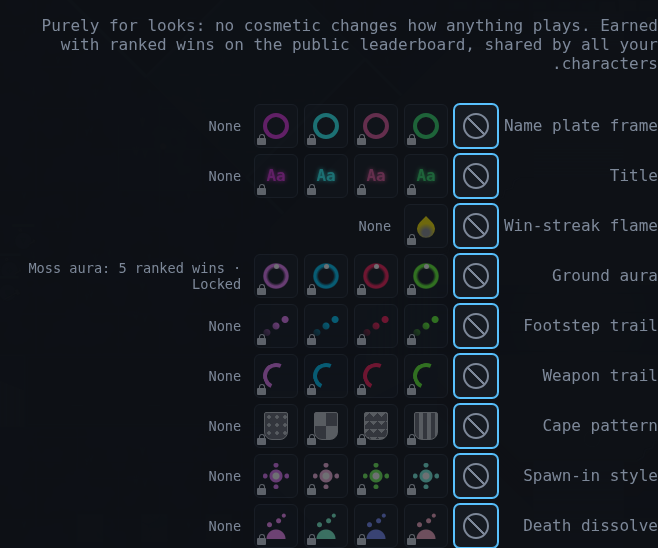 Purely for looks: no cosmetic changes how anything plays. Earned
with ranked wins on the public leaderboard, shared by all your
.characters
Name plate frame
None
Title
Aa Aa Aa Aa
None
Win-streak flame
None
Ground aura
Moss aura: 5 ranked wins ·
Locked
Footstep trail
None
Weapon trail
None
Cape pattern
None
Spawn-in style
None
Death dissolve
None